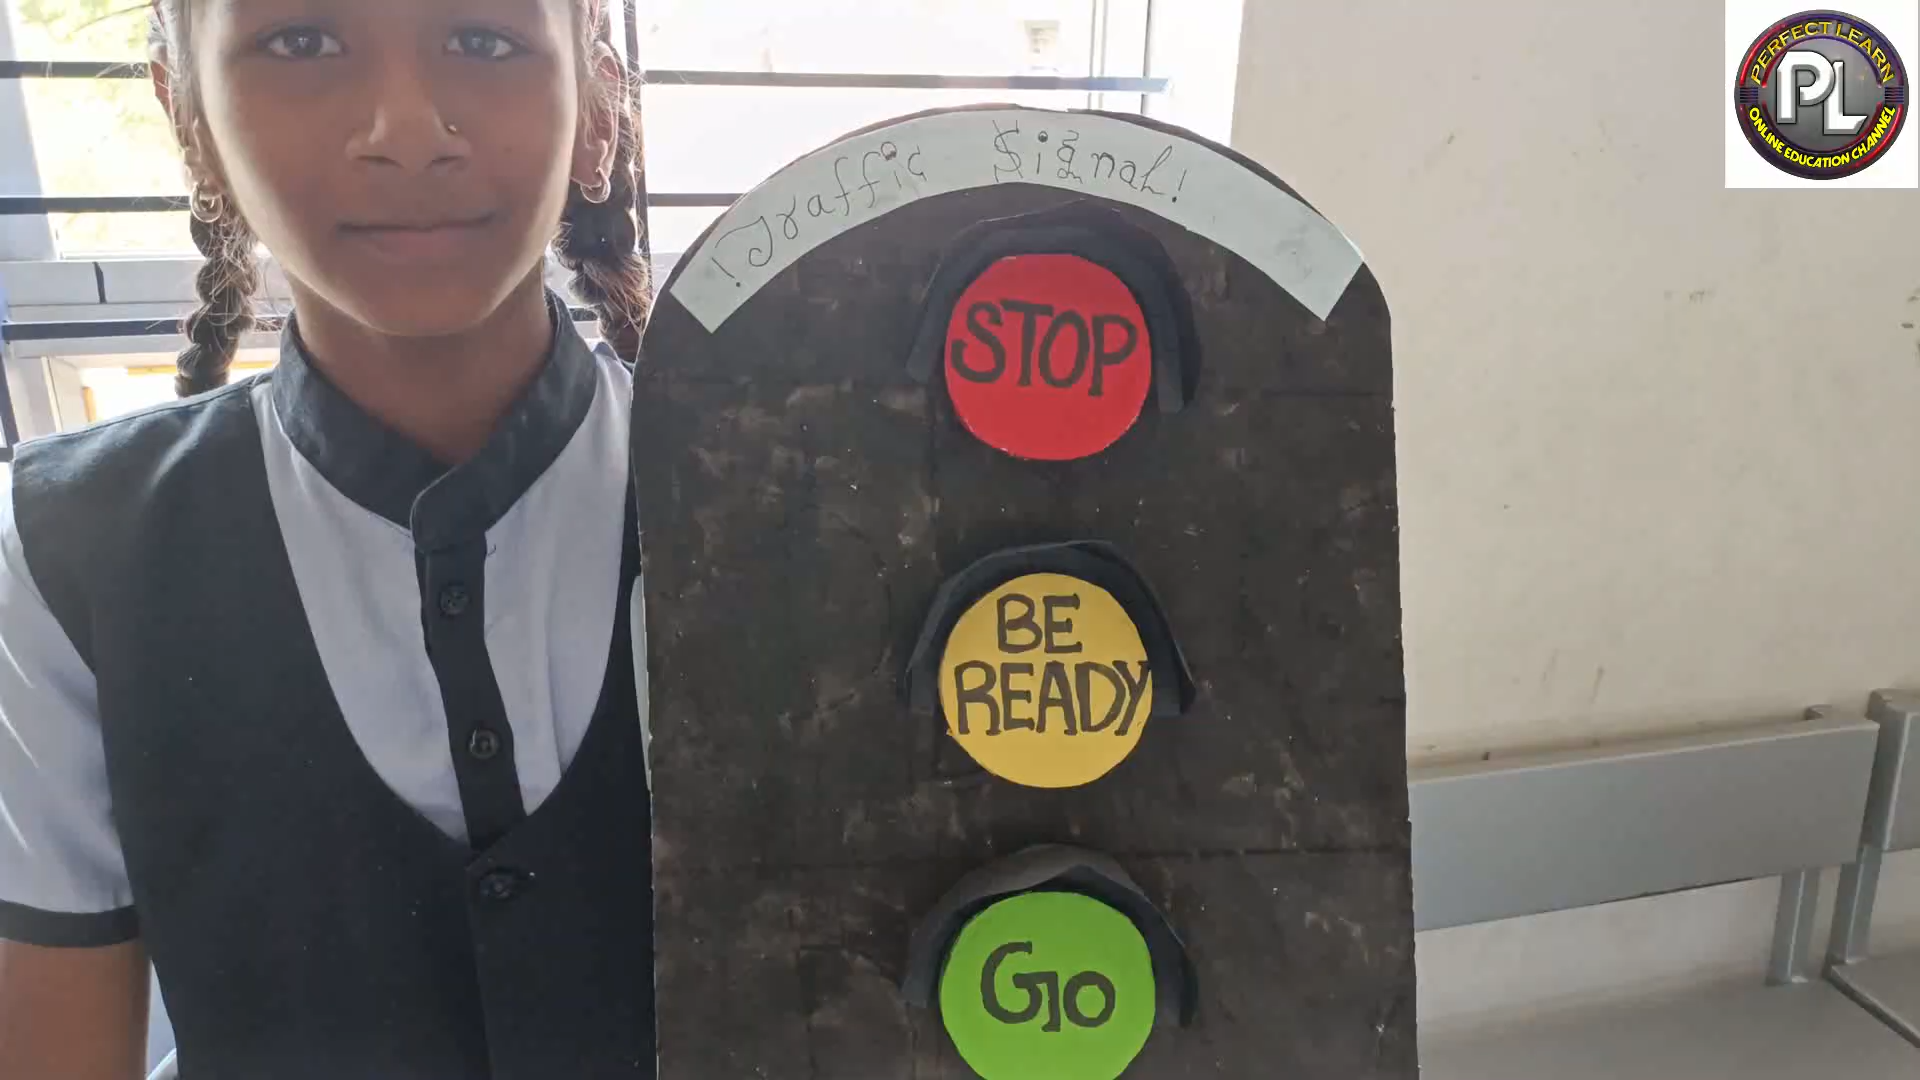 ! Traffic Signal !
STOP
BE
READY
GO
PERFECT LEARN
PL
ONLINE EDUCATION CHANNEL